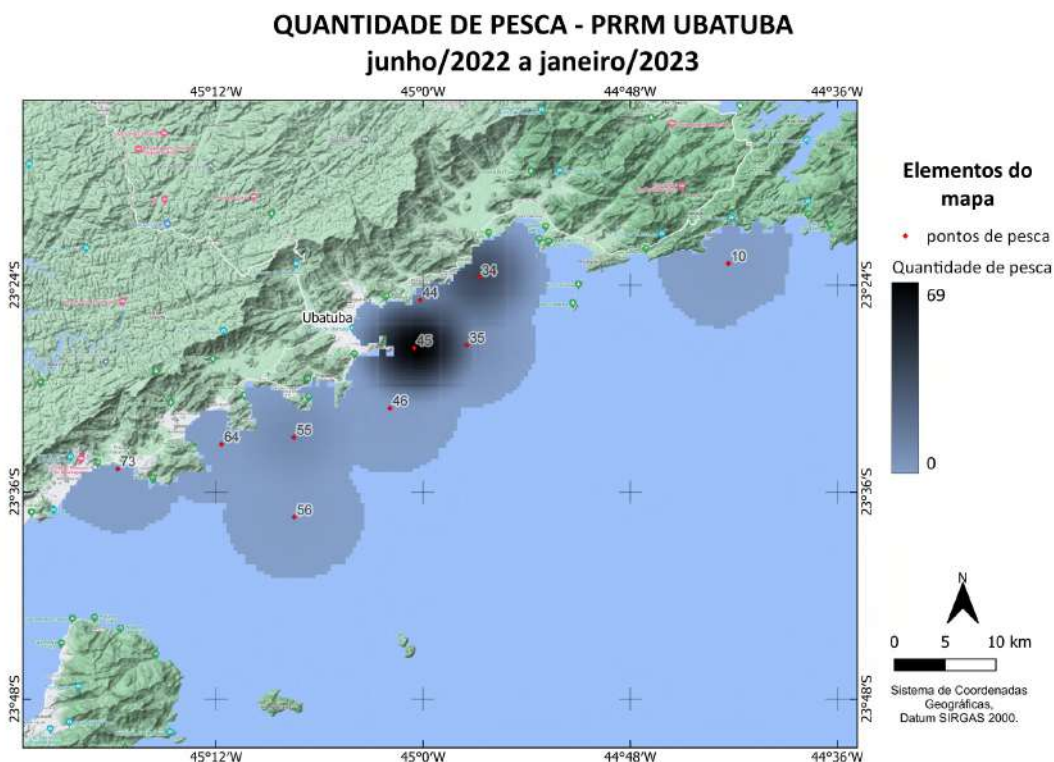 QUANTIDADE DE PESCA - PRRM UBATUBA
junho/2022 a janeiro/2023
45°12'W
45°0'W
44°48'W
44°36'W
23°24'S
23°24'S
10
34
44
Ubatuba
45
35
46
55
64
73
56
23°36'S
23°36'S
23°48'S
23°48'S
45°12'W
45°0'W
44°48'W
44°36'W
Elementos do
mapa
pontos de pesca
Quantidade de pesca
69
0
N
0 5 10 km
Sistema de Coordenadas
Geográficas,
Datum SIRGAS 2000.